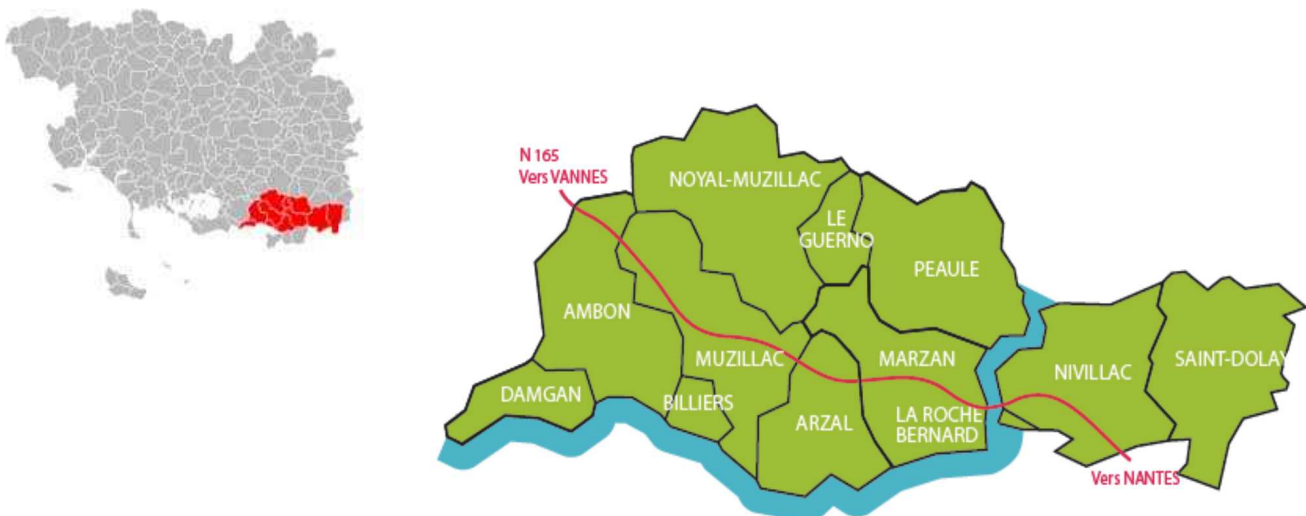 N 165
Vers VANNES
NOYAL-MUZILLAC
LE
GUERNO
PEAULE
AMBON
MUZILLAC
MARZAN
NIVILLAC
SAINT-DOLAY
DAMGAN
BILLIERS
ARZAL
LA ROCHE
BERNARD
Vers NANTES